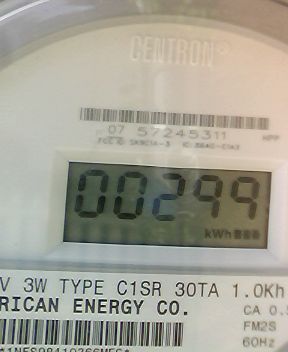 CENTRON®
07 57245311
00299
kWh
V 3W TYPE C1SR 30TA 1.0Kh
RICAN ENERGY CO.
CA 0.
FM2S
60Hz